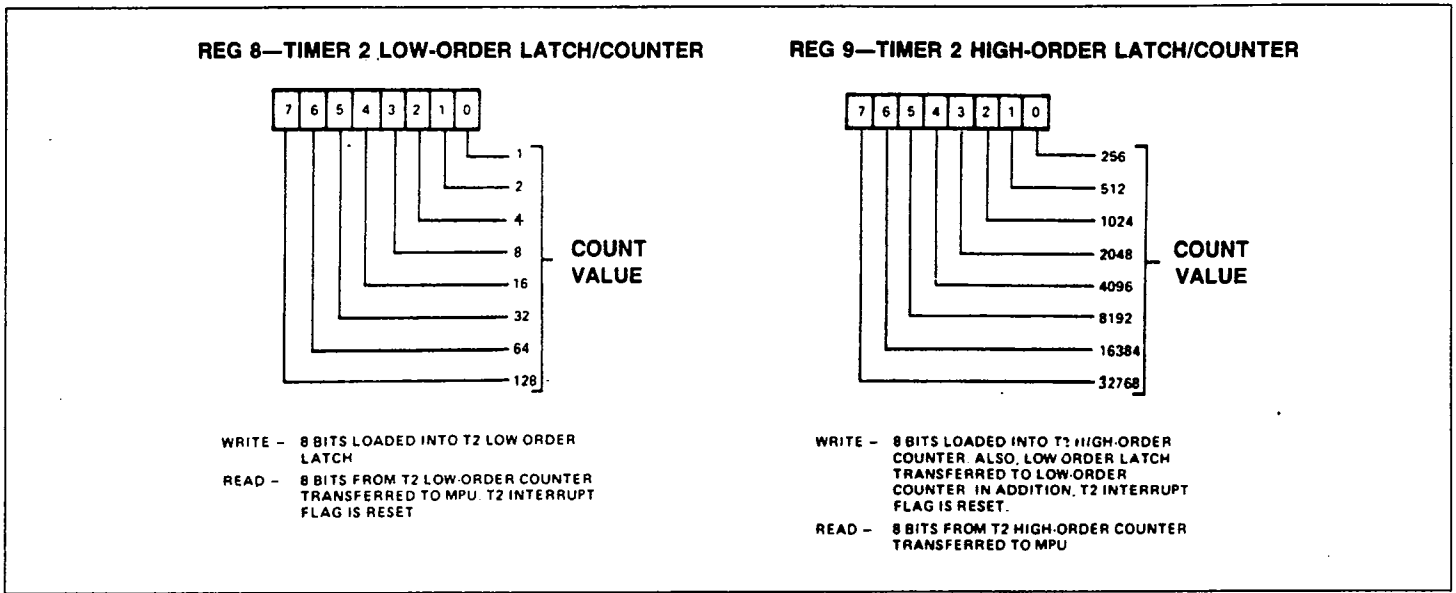 REG 8—TIMER 2 LOW-ORDER LATCH/COUNTER
7 6 5 4 3 2 1 0
1
2
4
8
16
32
64
128
COUNT
VALUE
WRITE – 8 BITS LOADED INTO T2 LOW ORDER
LATCH
READ – 8 BITS FROM T2 LOW-ORDER COUNTER
TRANSFERRED TO MPU. T2 INTERRUPT
FLAG IS RESET
REG 9—TIMER 2 HIGH-ORDER LATCH/COUNTER
7 6 5 4 3 2 1 0
256
512
1024
2048
4096
8192
16384
32768
COUNT
VALUE
WRITE – 8 BITS LOADED INTO T2 HIGH-ORDER
COUNTER. ALSO, LOW ORDER LATCH
TRANSFERRED TO LOW-ORDER
COUNTER IN ADDITION, T2 INTERRUPT
FLAG IS RESET.
READ – 8 BITS FROM T2 HIGH-ORDER COUNTER
TRANSFERRED TO MPU